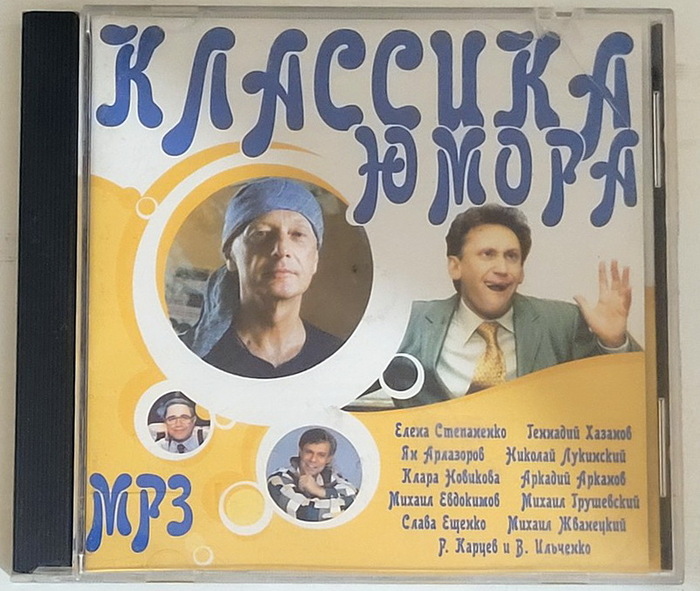 КЛАССИКА
ЮМОРА
Елена Степаненко Геннадий Хазанов
Ян Арлазоров Николай Лукинский
Клара Новикова Аркадий Арканов
Михаил Евдокимов Михаил Грушевский
Слава Ещенко Михаил Жванецкий
Р. Карцев и В. Ильченко
МР3